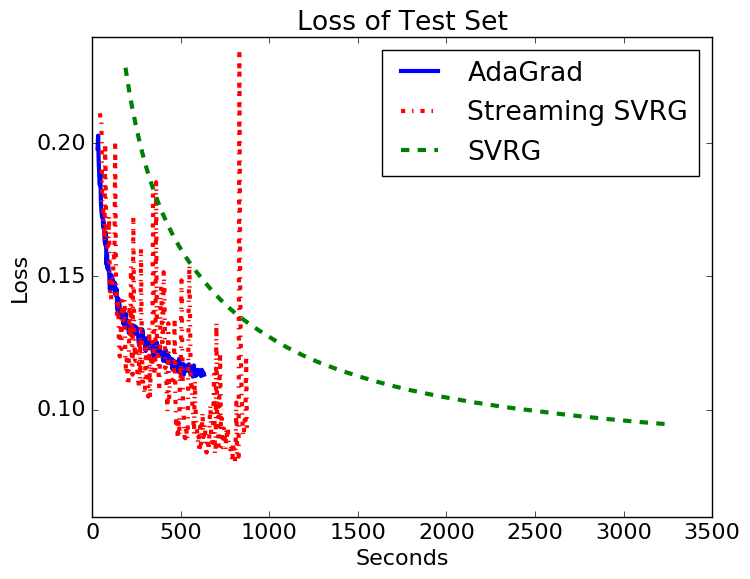 Loss of Test Set
AdaGrad
Streaming SVRG
SVRG
0.20
0.15
0.10
Loss
0 500 1000 1500 2000 2500 3000 3500
Seconds